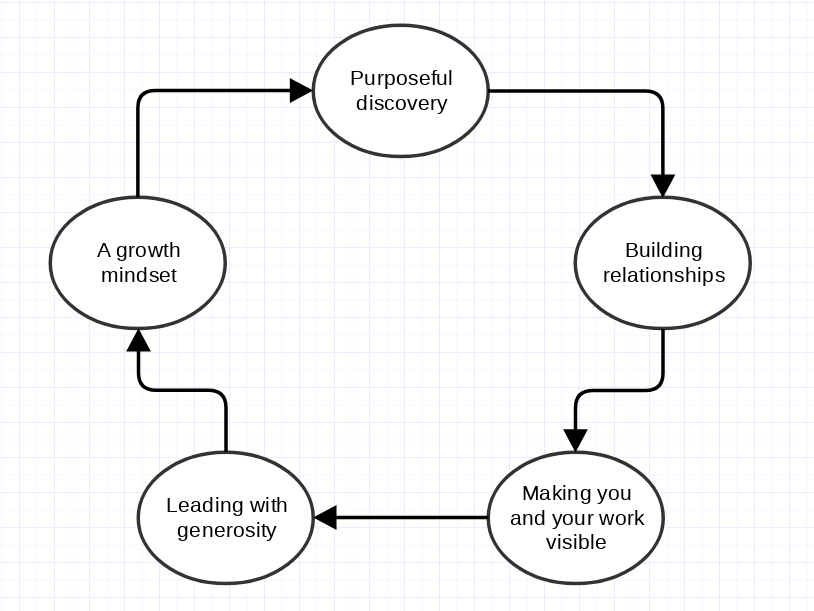 Purposeful
discovery
A growth
mindset
Building
relationships
Leading with
generosity
Making you
and your work
visible